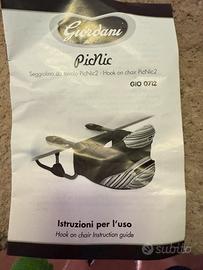 Giordani
PicNic
Seggiolino da tavolo PicNic2 - Hook on chair PicNic2
GIO 0712
Istruzioni per l'uso
Hook on chair Instruction guide
subito